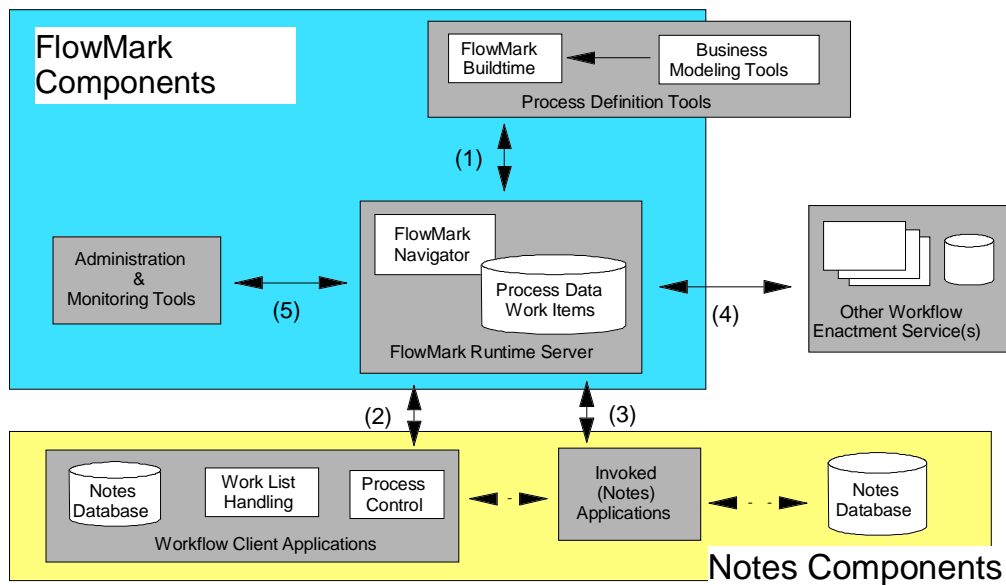 FlowMark
Components
FlowMark
Buildtime
Business
Modeling Tools
Process Definition Tools
(1)
FlowMark
Navigator
Process Data
Work Items
FlowMark Runtime Server
Administration
&
Monitoring Tools
(5)
(4)
Other Workflow
Enactment Service(s)
(2)
(3)
Notes
Database
Work List
Handling
Process
Control
Workflow Client Applications
Invoked
(Notes)
Applications
Notes
Database
Notes Components